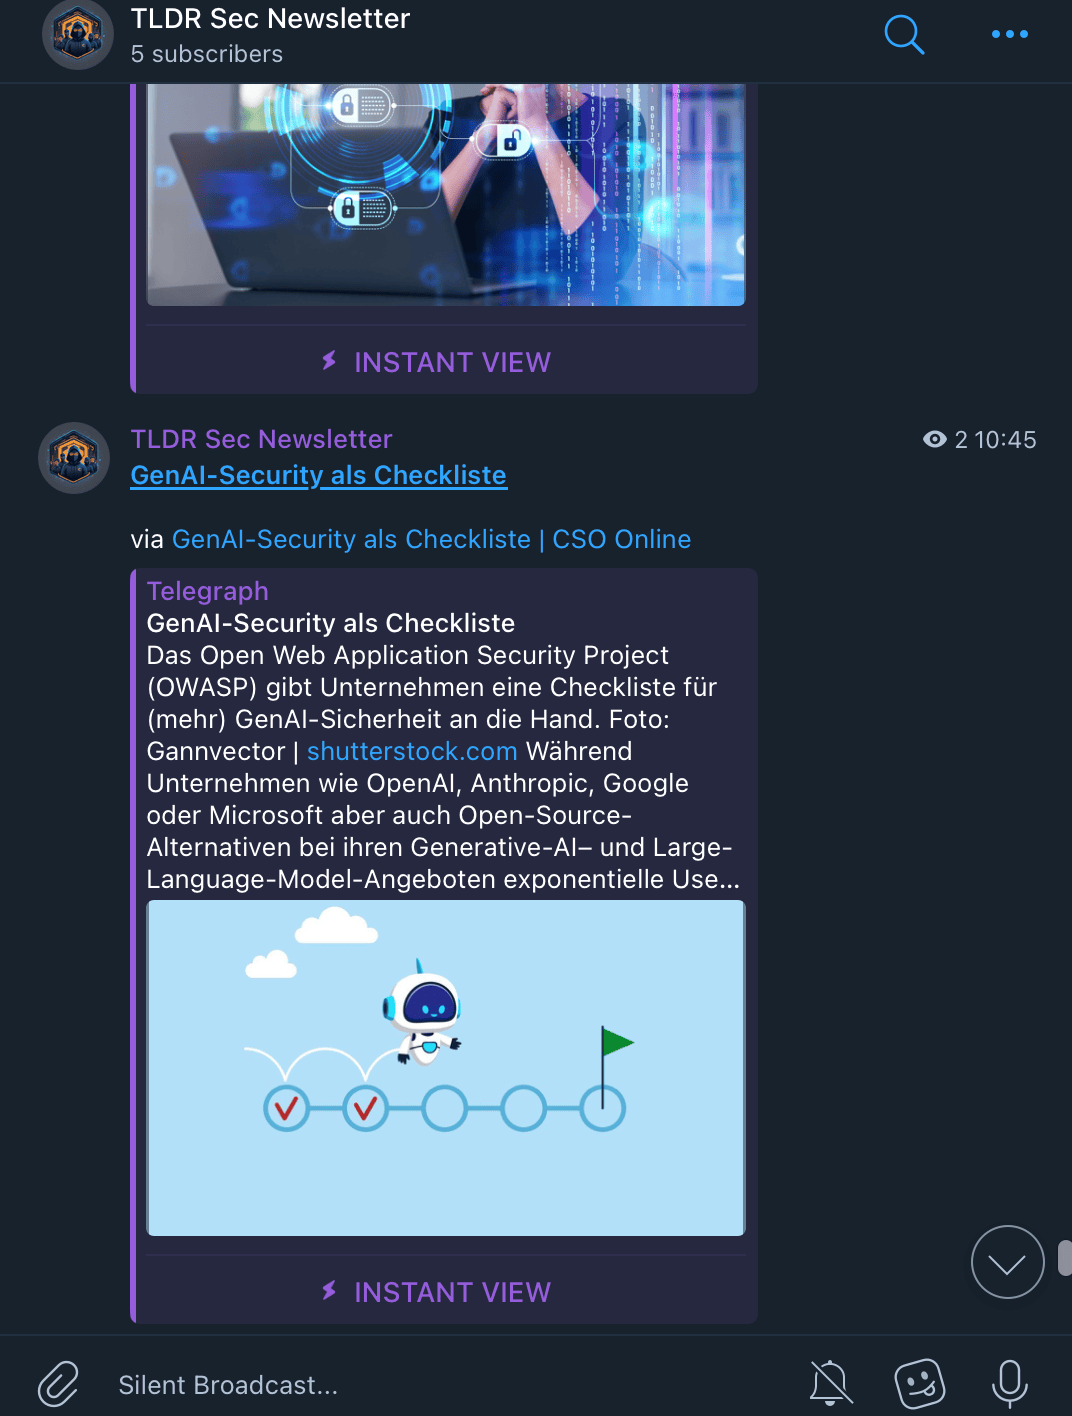 TLDR Sec Newsletter
5 subscribers
INSTANT VIEW
TLDR Sec Newsletter
2 10:45
GenAI-Security als Checkliste
via GenAI-Security als Checkliste | CSO Online
Telegraph
GenAI-Security als Checkliste
Das Open Web Application Security Project
(OWASP) gibt Unternehmen eine Checkliste für
(mehr) GenAI-Sicherheit an die Hand. Foto:
Gannvector | shutterstock.com Während
Unternehmen wie OpenAI, Anthropic, Google
oder Microsoft aber auch Open-Source-
Alternativen bei ihren Generative-AI– und Large-
Language-Model-Angeboten exponentielle Use...
INSTANT VIEW
Silent Broadcast...